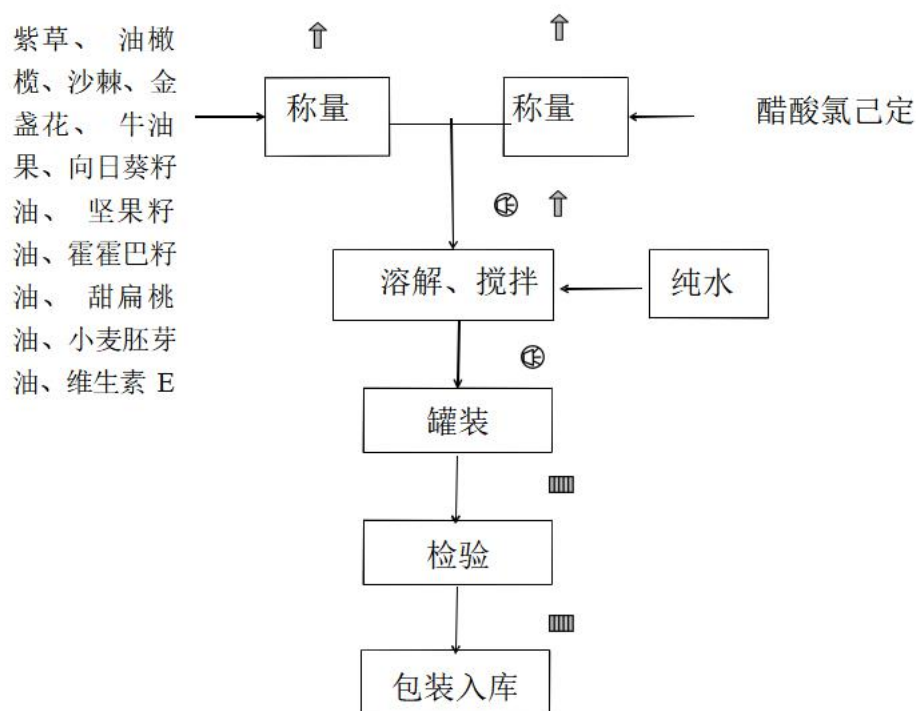 紫草、 油橄
榄、沙棘、金
盏花、 牛油
果、向日葵籽
油、 坚果籽
油、霍霍巴籽
油、 甜扁桃
油、小麦胚芽
油、维生素 E
称量
称量
醋酸氯己定
溶解、搅拌
纯水
罐装
检验
包装入库